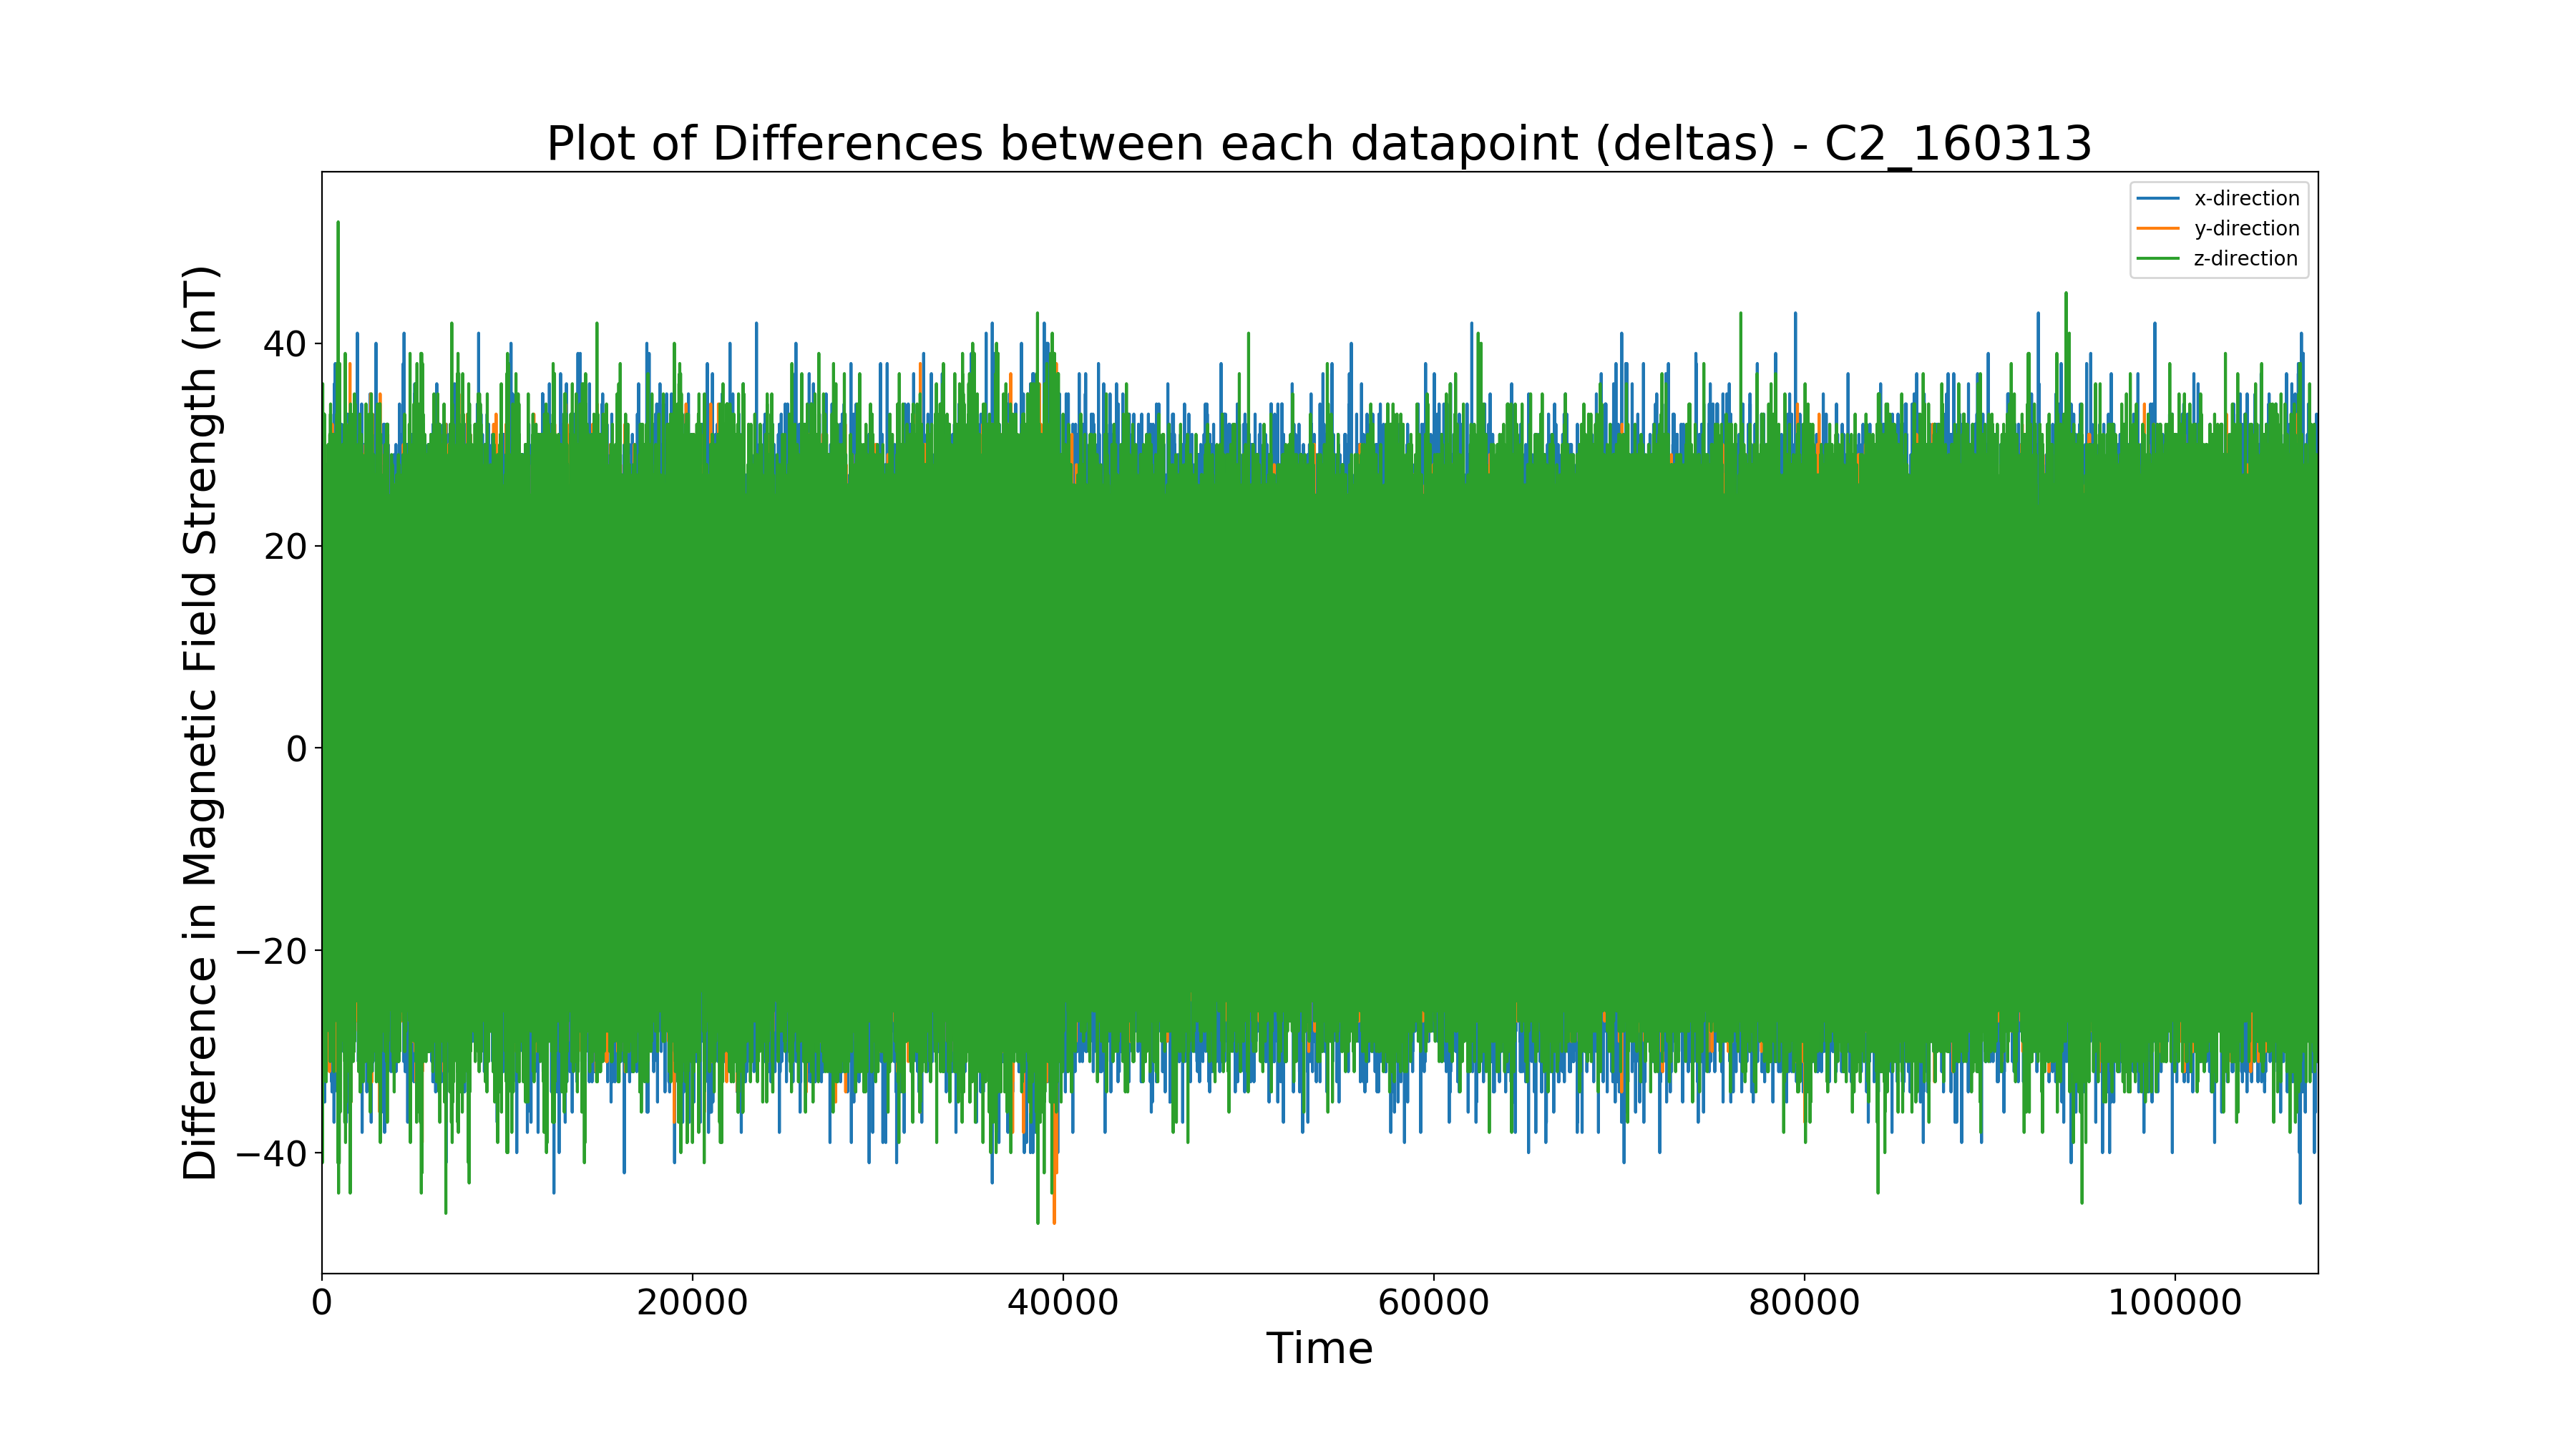 Plot of Differences between each datapoint (deltas) - C2_160313
x-direction
y-direction
z-direction
Difference in Magnetic Field Strength (nT)
40
20
0
−20
−40
0 20000 40000 60000 80000 100000
Time